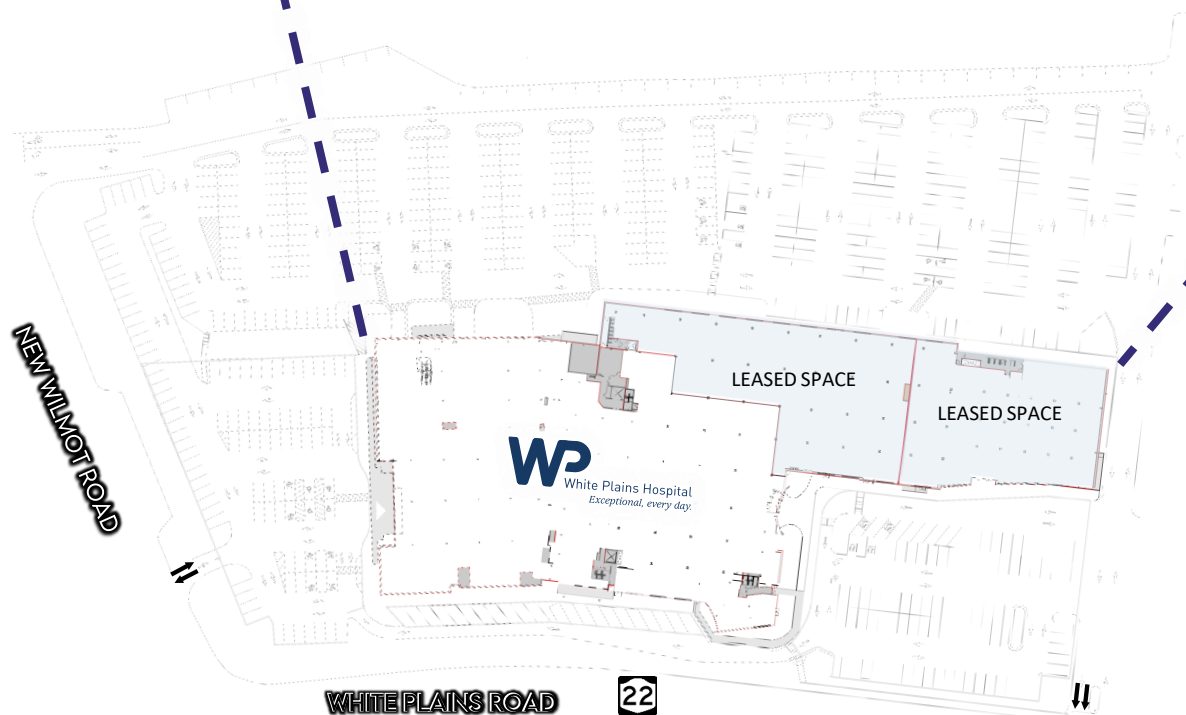 LEASED SPACE
LEASED SPACE
NEW WILMOT ROAD
WP
White Plains Hospital
Exceptional, every day.
WHITE PLAINS ROAD
22